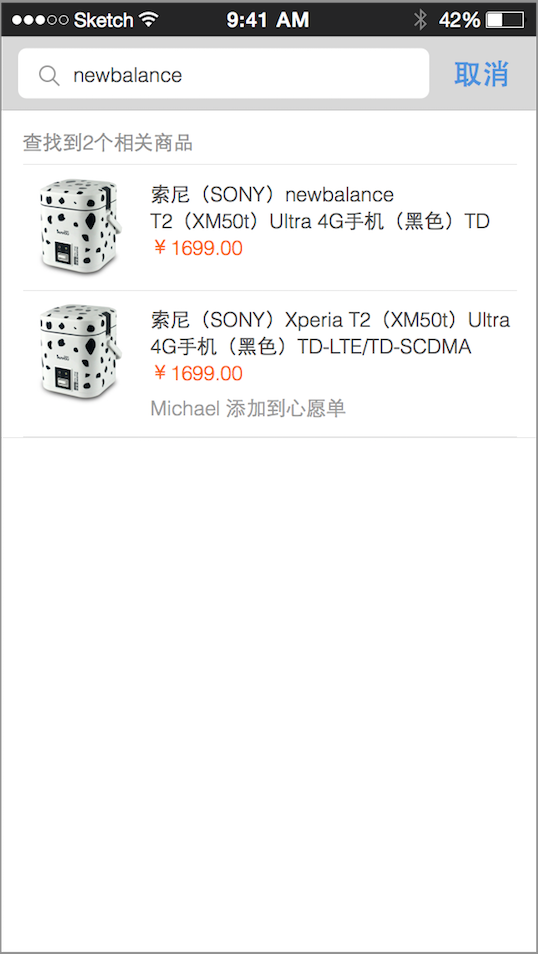 Sketch 9:41 AM 42%
newbalance 取消
查找到2个相关商品
索尼（SONY）newbalance
T2（XM50t）Ultra 4G手机（黑色）TD
￥1699.00
索尼（SONY）Xperia T2（XM50t）Ultra
4G手机（黑色）TD-LTE/TD-SCDMA
￥1699.00
Michael 添加到心愿单